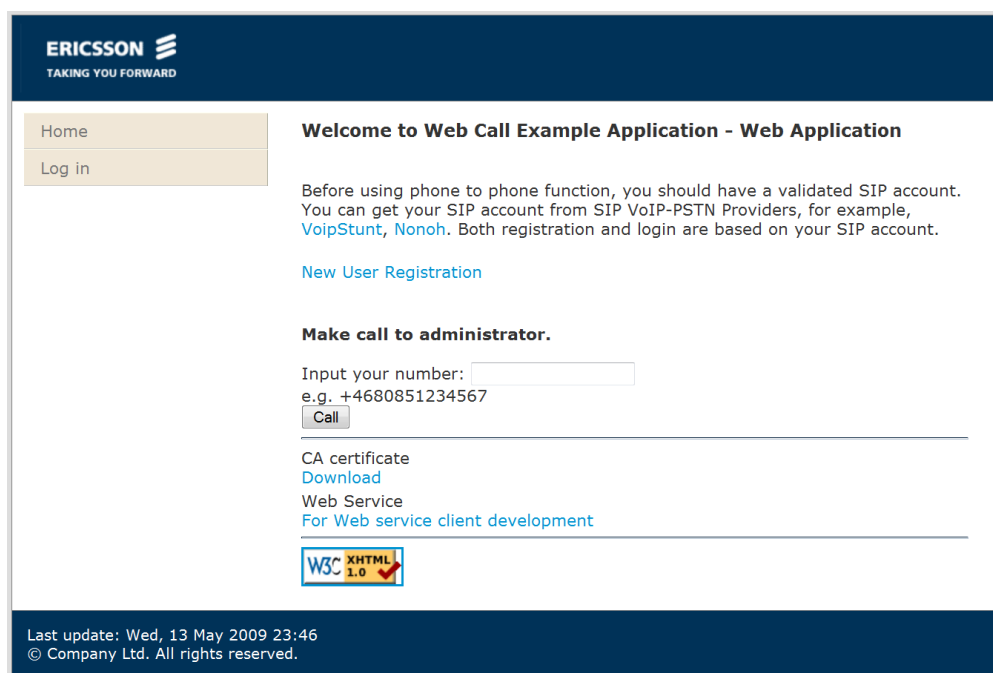 ERICSSON
TAKING YOU FORWARD
Home
Log in
Welcome to Web Call Example Application - Web Application
Before using phone to phone function, you should have a validated SIP account.
You can get your SIP account from SIP VoIP-PSTN Providers, for example,
VoipStunt, Nonoh. Both registration and login are based on your SIP account.
New User Registration
Make call to administrator.
Input your number:
e.g. +4680851234567
Call
CA certificate
Download
Web Service
For Web service client development
W3C XHTML
1.0
Last update: Wed, 13 May 2009 23:46
© Company Ltd. All rights reserved.